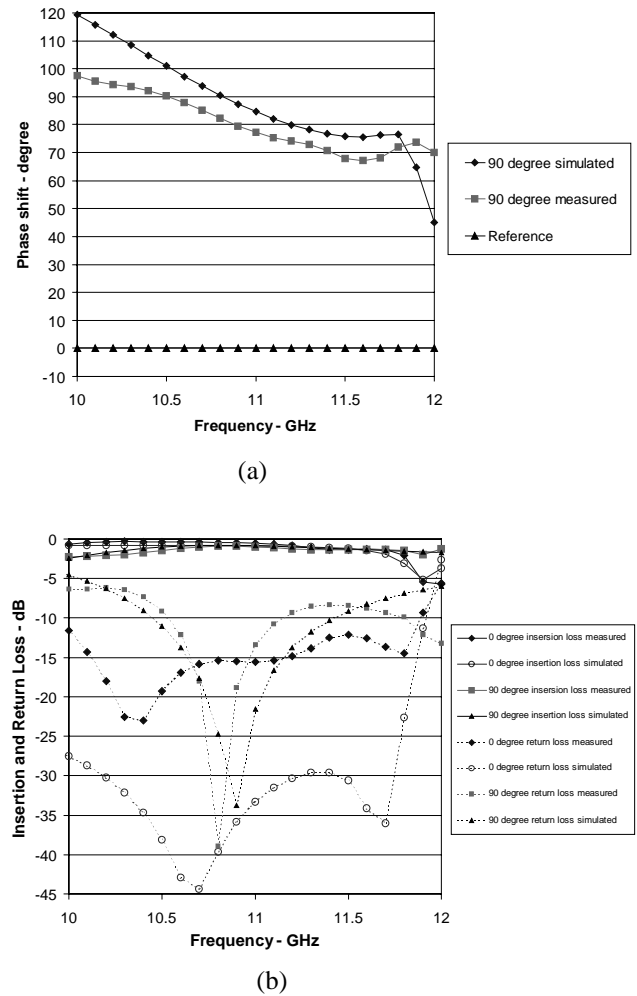 120
110
100
90
80
70
60
50
40
30
20
10
0
-10
Phase shift - degree
10 10.5 11 11.5 12
Frequency - GHz
90 degree simulated
90 degree measured
Reference
(a)
0
-5
-10
-15
-20
-25
-30
-35
-40
-45
Insertion and Return Loss - dB
10 10.5 11 11.5 12
Frequency - GHz
0 degree insersion loss measured
0 degree insertion loss simulated
90 degree insersion loss measured
90 degree insertion loss simulated
0 degree return loss measured
0 degree return loss simulated
90 degree return loss measured
90 degree return loss simulated
(b)